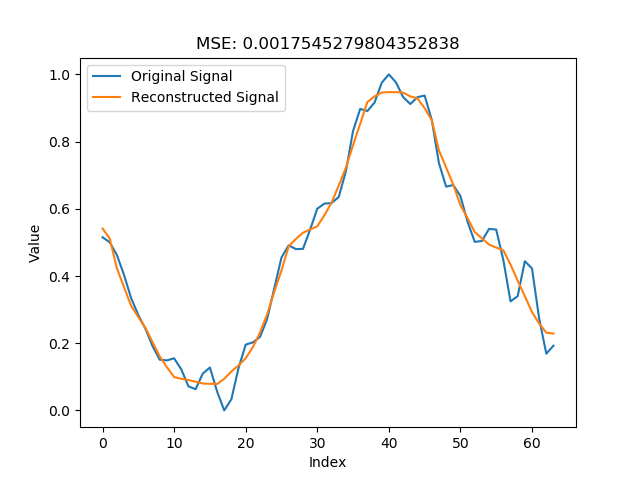 MSE: 0.0017545279804352838
Original Signal
Reconstructed Signal
Value
1.0
0.8
0.6
0.4
0.2
0.0
0 10 20 30 40 50 60
Index